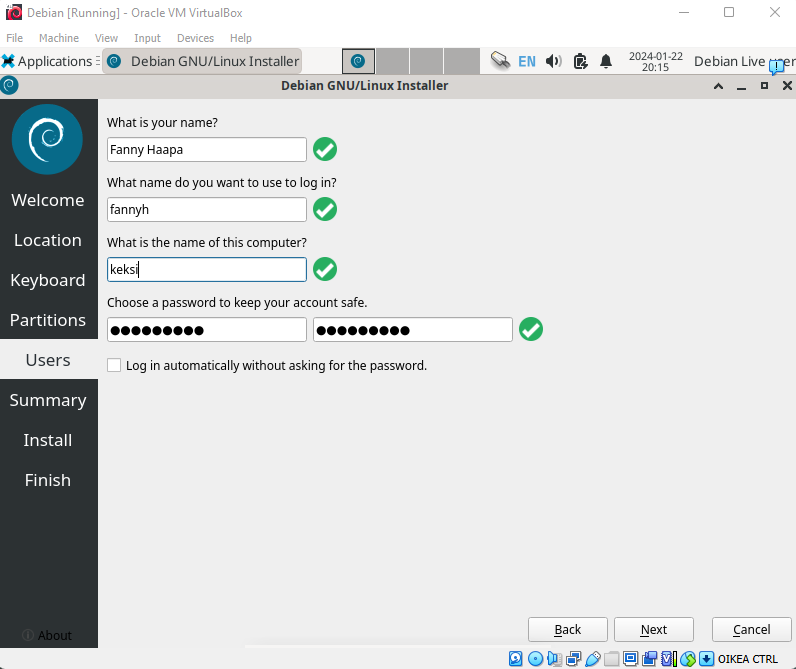 Debian [Running] - Oracle VM VirtualBox
File Machine View Input Devices Help
Applications Debian GNU/Linux Installer EN 2024-01-22 20:15 Debian Live user
Debian GNU/Linux Installer
Welcome
Location
Keyboard
Partitions
Users
Summary
Install
Finish
About
What is your name?
Fanny Haapa
What name do you want to use to log in?
fannyh
What is the name of this computer?
keksi
Choose a password to keep your account safe.
●●●●●●●●● ●●●●●●●●●
Log in automatically without asking for the password.
Back Next Cancel
OIKEA CTRL